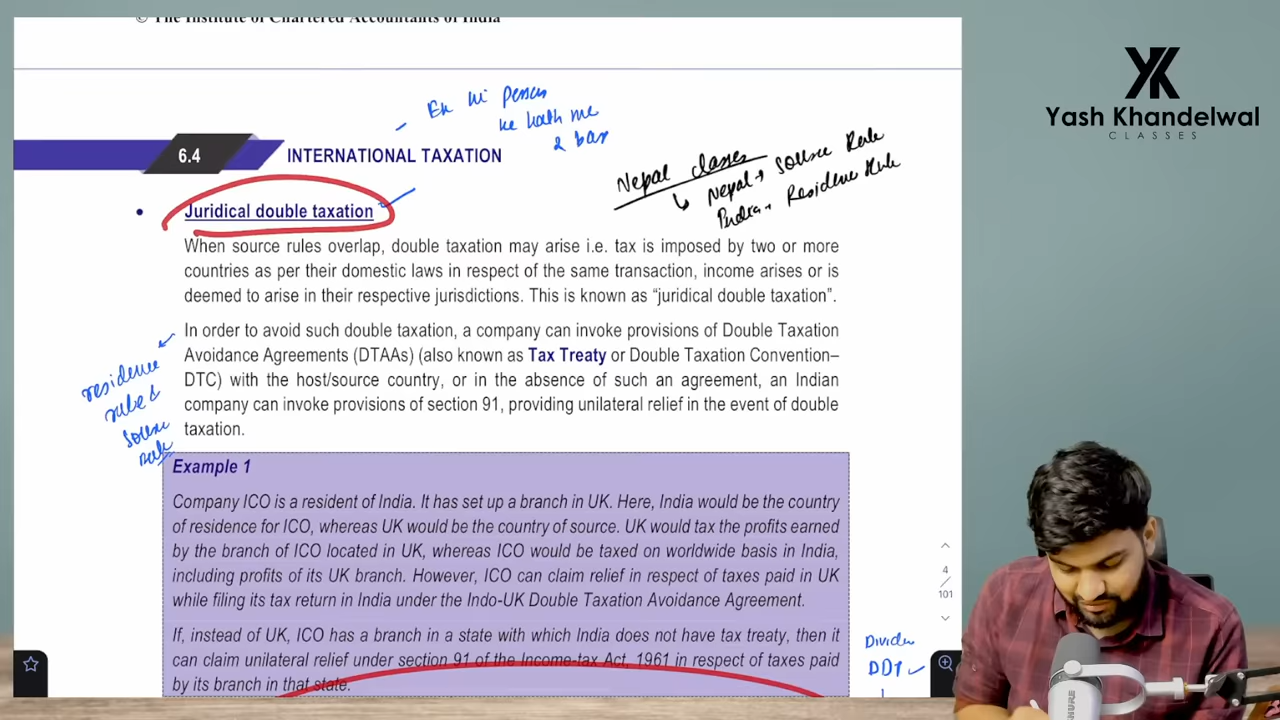 © The Institute of Chartered Accountants of India
YK
Yash Khandelwal
CLASSES
6.4 INTERNATIONAL TAXATION
Ek hi person
ke hath me
2 bar
Nepal classes
Nepal → Source Rule
India → Residence Rule
• Juridical double taxation
When source rules overlap, double taxation may arise i.e. tax is imposed by two or more
countries as per their domestic laws in respect of the same transaction, income arises or is
deemed to arise in their respective jurisdictions. This is known as “juridical double taxation”.
In order to avoid such double taxation, a company can invoke provisions of Double Taxation
Avoidance Agreements (DTAAs) (also known as Tax Treaty or Double Taxation Convention–
DTC) with the host/source country, or in the absence of such an agreement, an Indian
company can invoke provisions of section 91, providing unilateral relief in the event of double
taxation.
residence
rule &
source
rule
Example 1
Company ICO is a resident of India. It has set up a branch in UK. Here, India would be the country
of residence for ICO, whereas UK would be the country of source. UK would tax the profits earned
by the branch of ICO located in UK, whereas ICO would be taxed on worldwide basis in India,
including profits of its UK branch. However, ICO can claim relief in respect of taxes paid in UK
while filing its tax return in India under the Indo-UK Double Taxation Avoidance Agreement.
If, instead of UK, ICO has a branch in a state with which India does not have tax treaty, then it
can claim unilateral relief under section 91 of the Income-tax Act, 1961 in respect of taxes paid
by its branch in that state.
4
/
101
DDT
SHURE